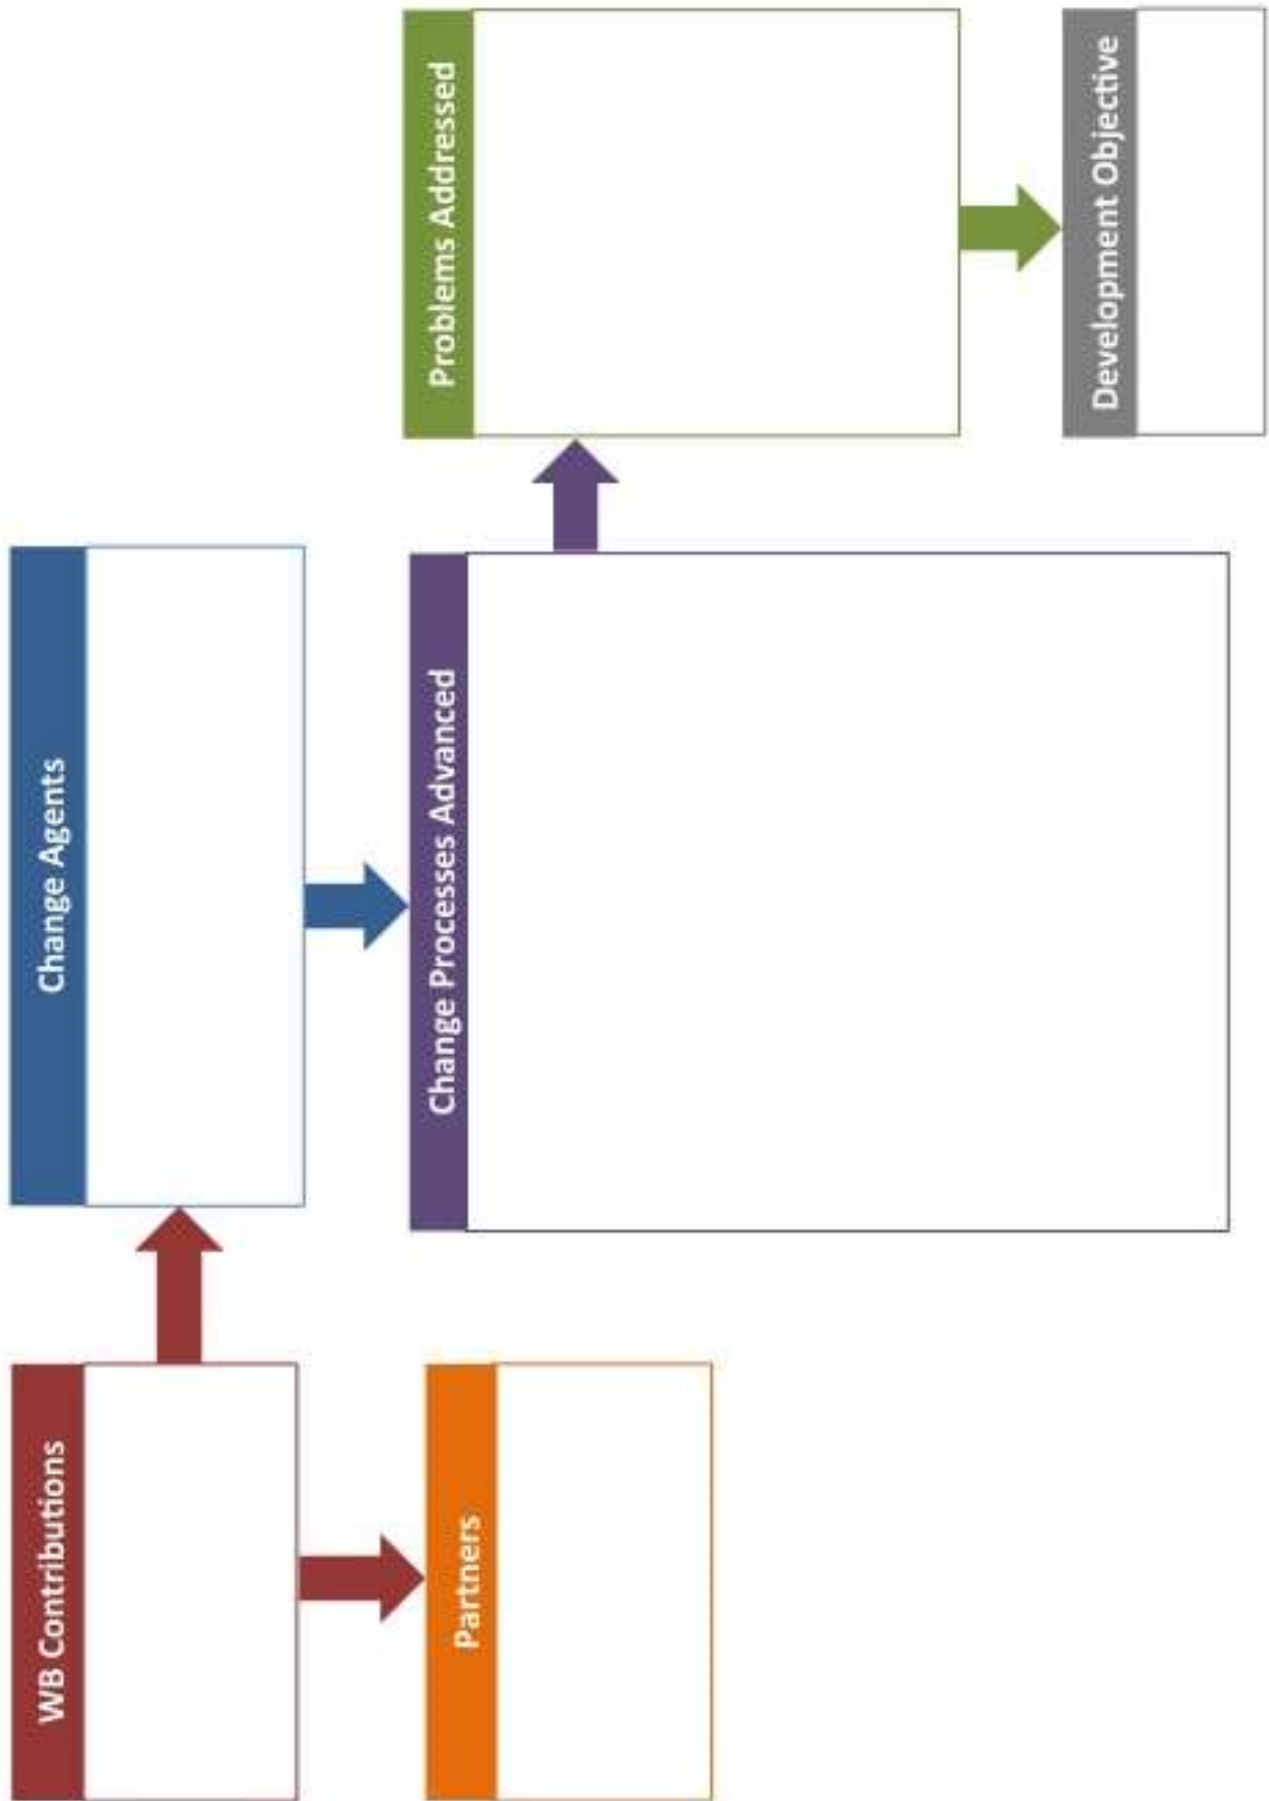 WB Contributions
Change Agents
Partners
Change Processes Advanced
Problems Addressed
Development Objective